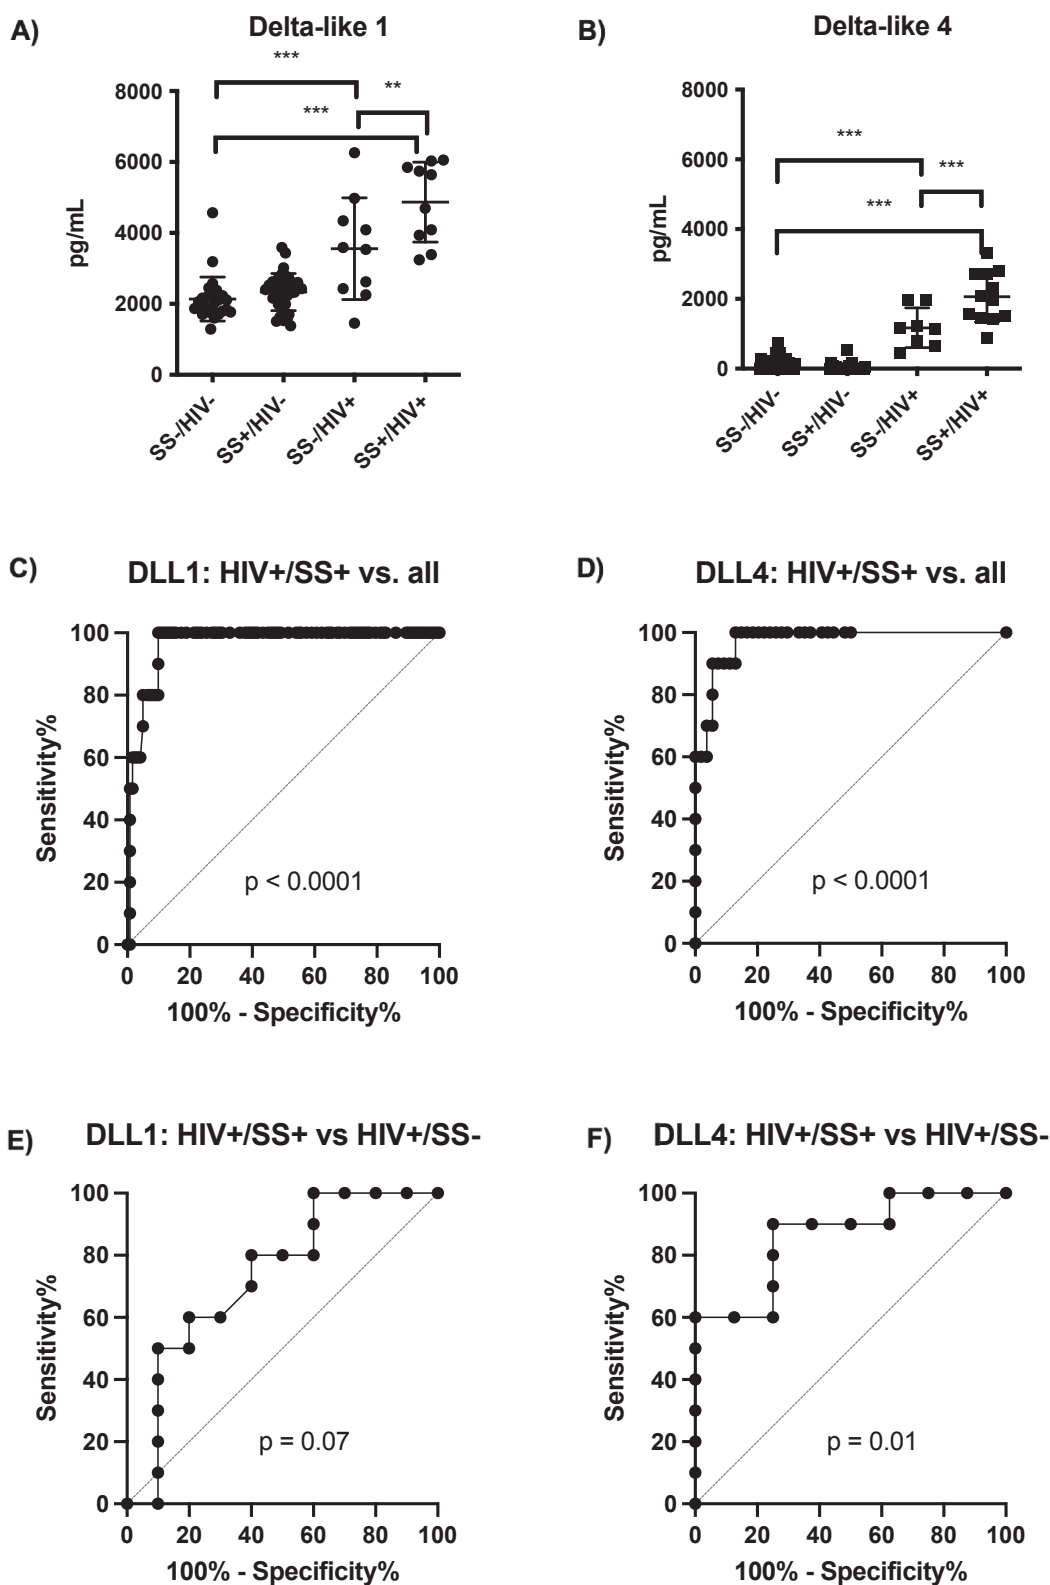 A)
Delta-like 1
***
**
***
8000
6000
4000
2000
0
pg/mL
SS-/HIV-
SS+/HIV-
SS-/HIV+
SS+/HIV+
B)
Delta-like 4
***
***
***
8000
6000
4000
2000
0
pg/mL
SS-/HIV-
SS+/HIV-
SS-/HIV+
SS+/HIV+
C)
DLL1: HIV+/SS+ vs. all
100
80
60
40
20
0
Sensitivity%
p < 0.0001
0 20 40 60 80 100
100% - Specificity%
D)
DLL4: HIV+/SS+ vs. all
100
80
60
40
20
0
Sensitivity%
p < 0.0001
0 20 40 60 80 100
100% - Specificity%
E)
DLL1: HIV+/SS+ vs HIV+/SS-
100
80
60
40
20
0
Sensitivity%
p = 0.07
0 20 40 60 80 100
100% - Specificity%
F)
DLL4: HIV+/SS+ vs HIV+/SS-
100
80
60
40
20
0
Sensitivity%
p = 0.01
0 20 40 60 80 100
100% - Specificity%